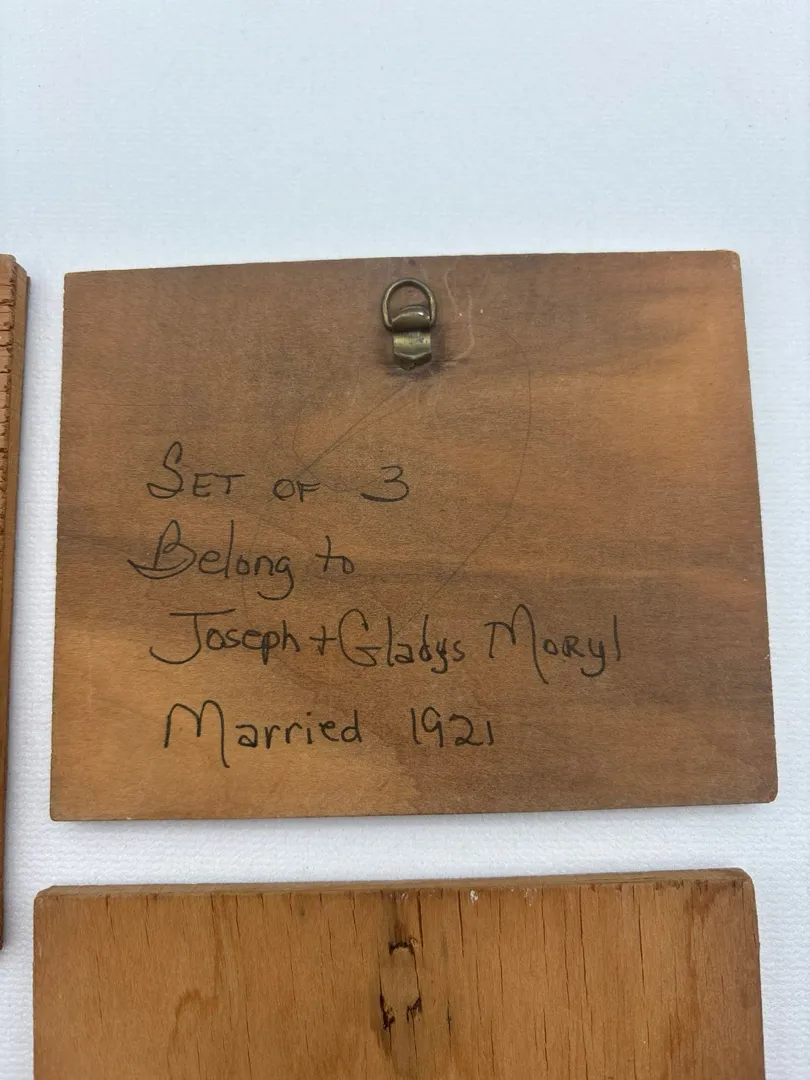 SET OF 3
Belong to
Joseph + Gladys Moryl
Married 1921